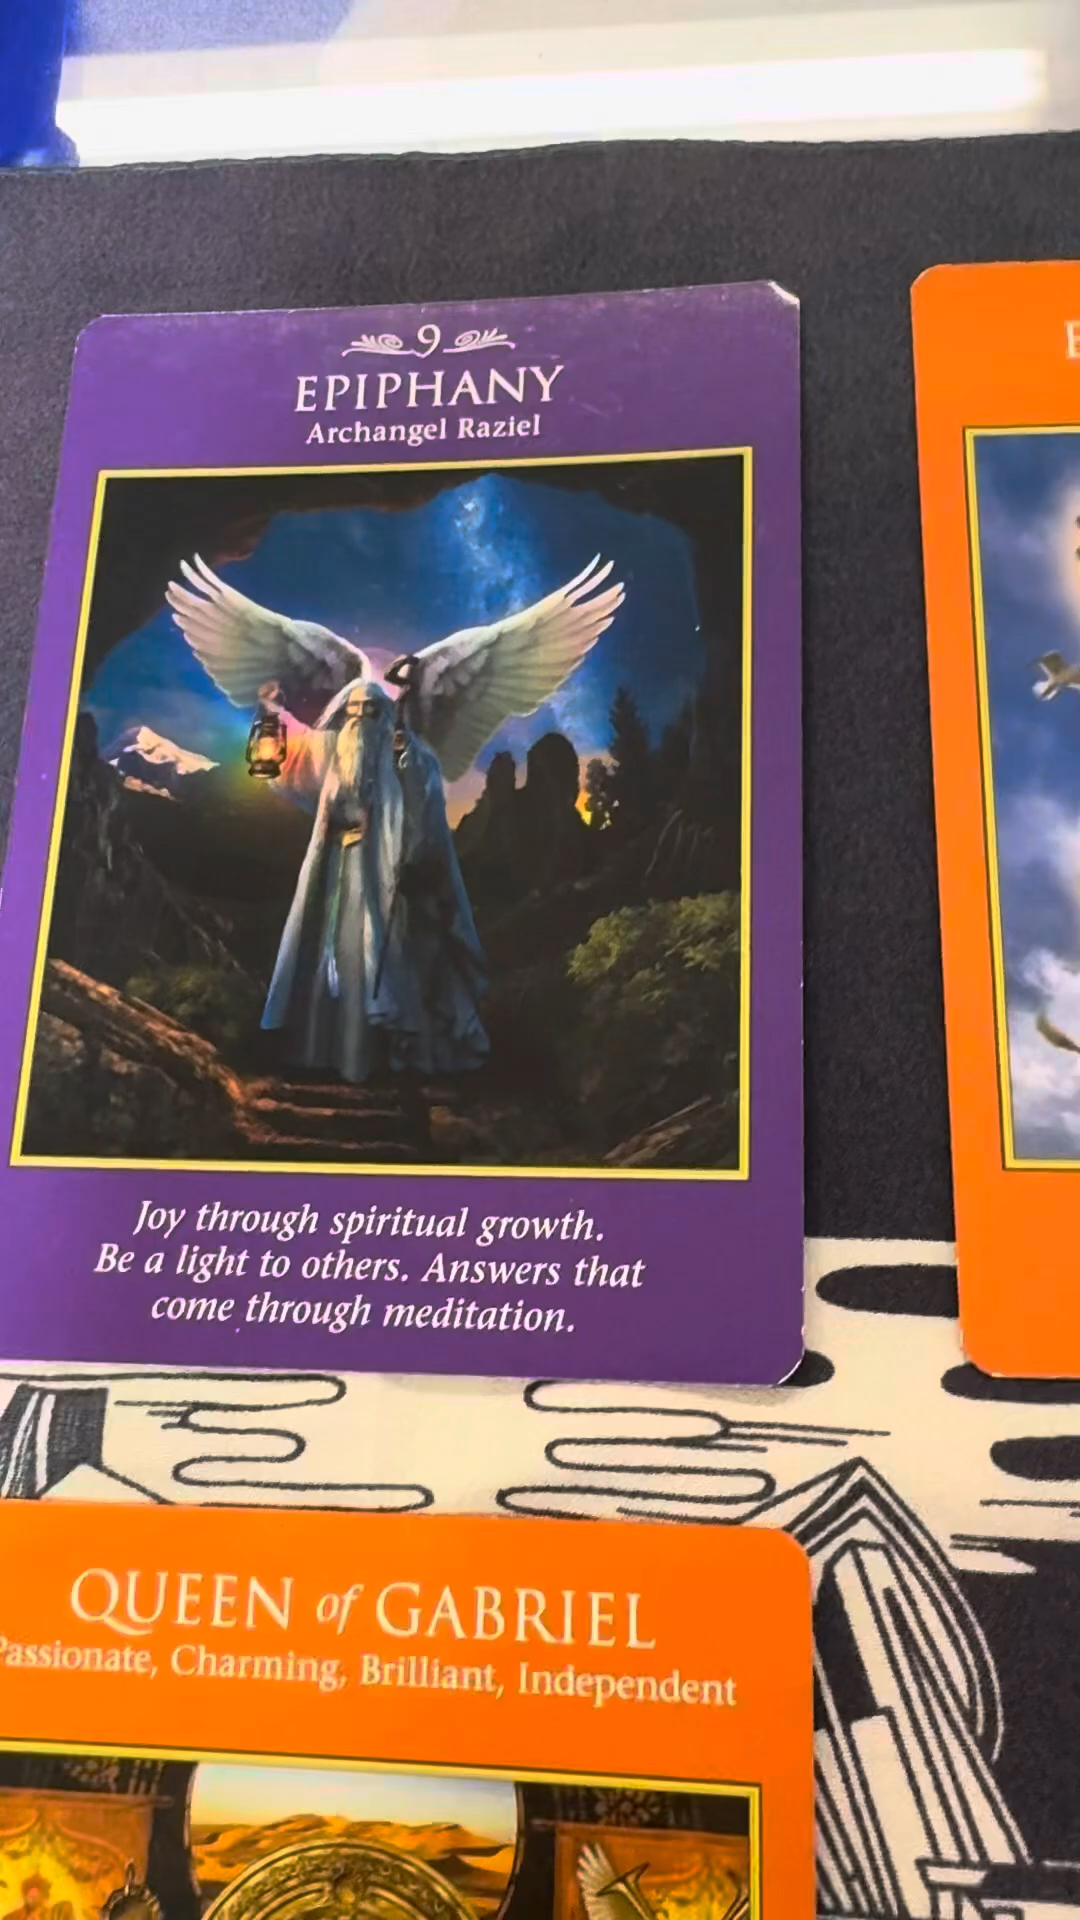 9
EPIPHANY
Archangel Raziel
Joy through spiritual growth.
Be a light to others. Answers that
come through meditation.
QUEEN of GABRIEL
Passionate, Charming, Brilliant, Independent